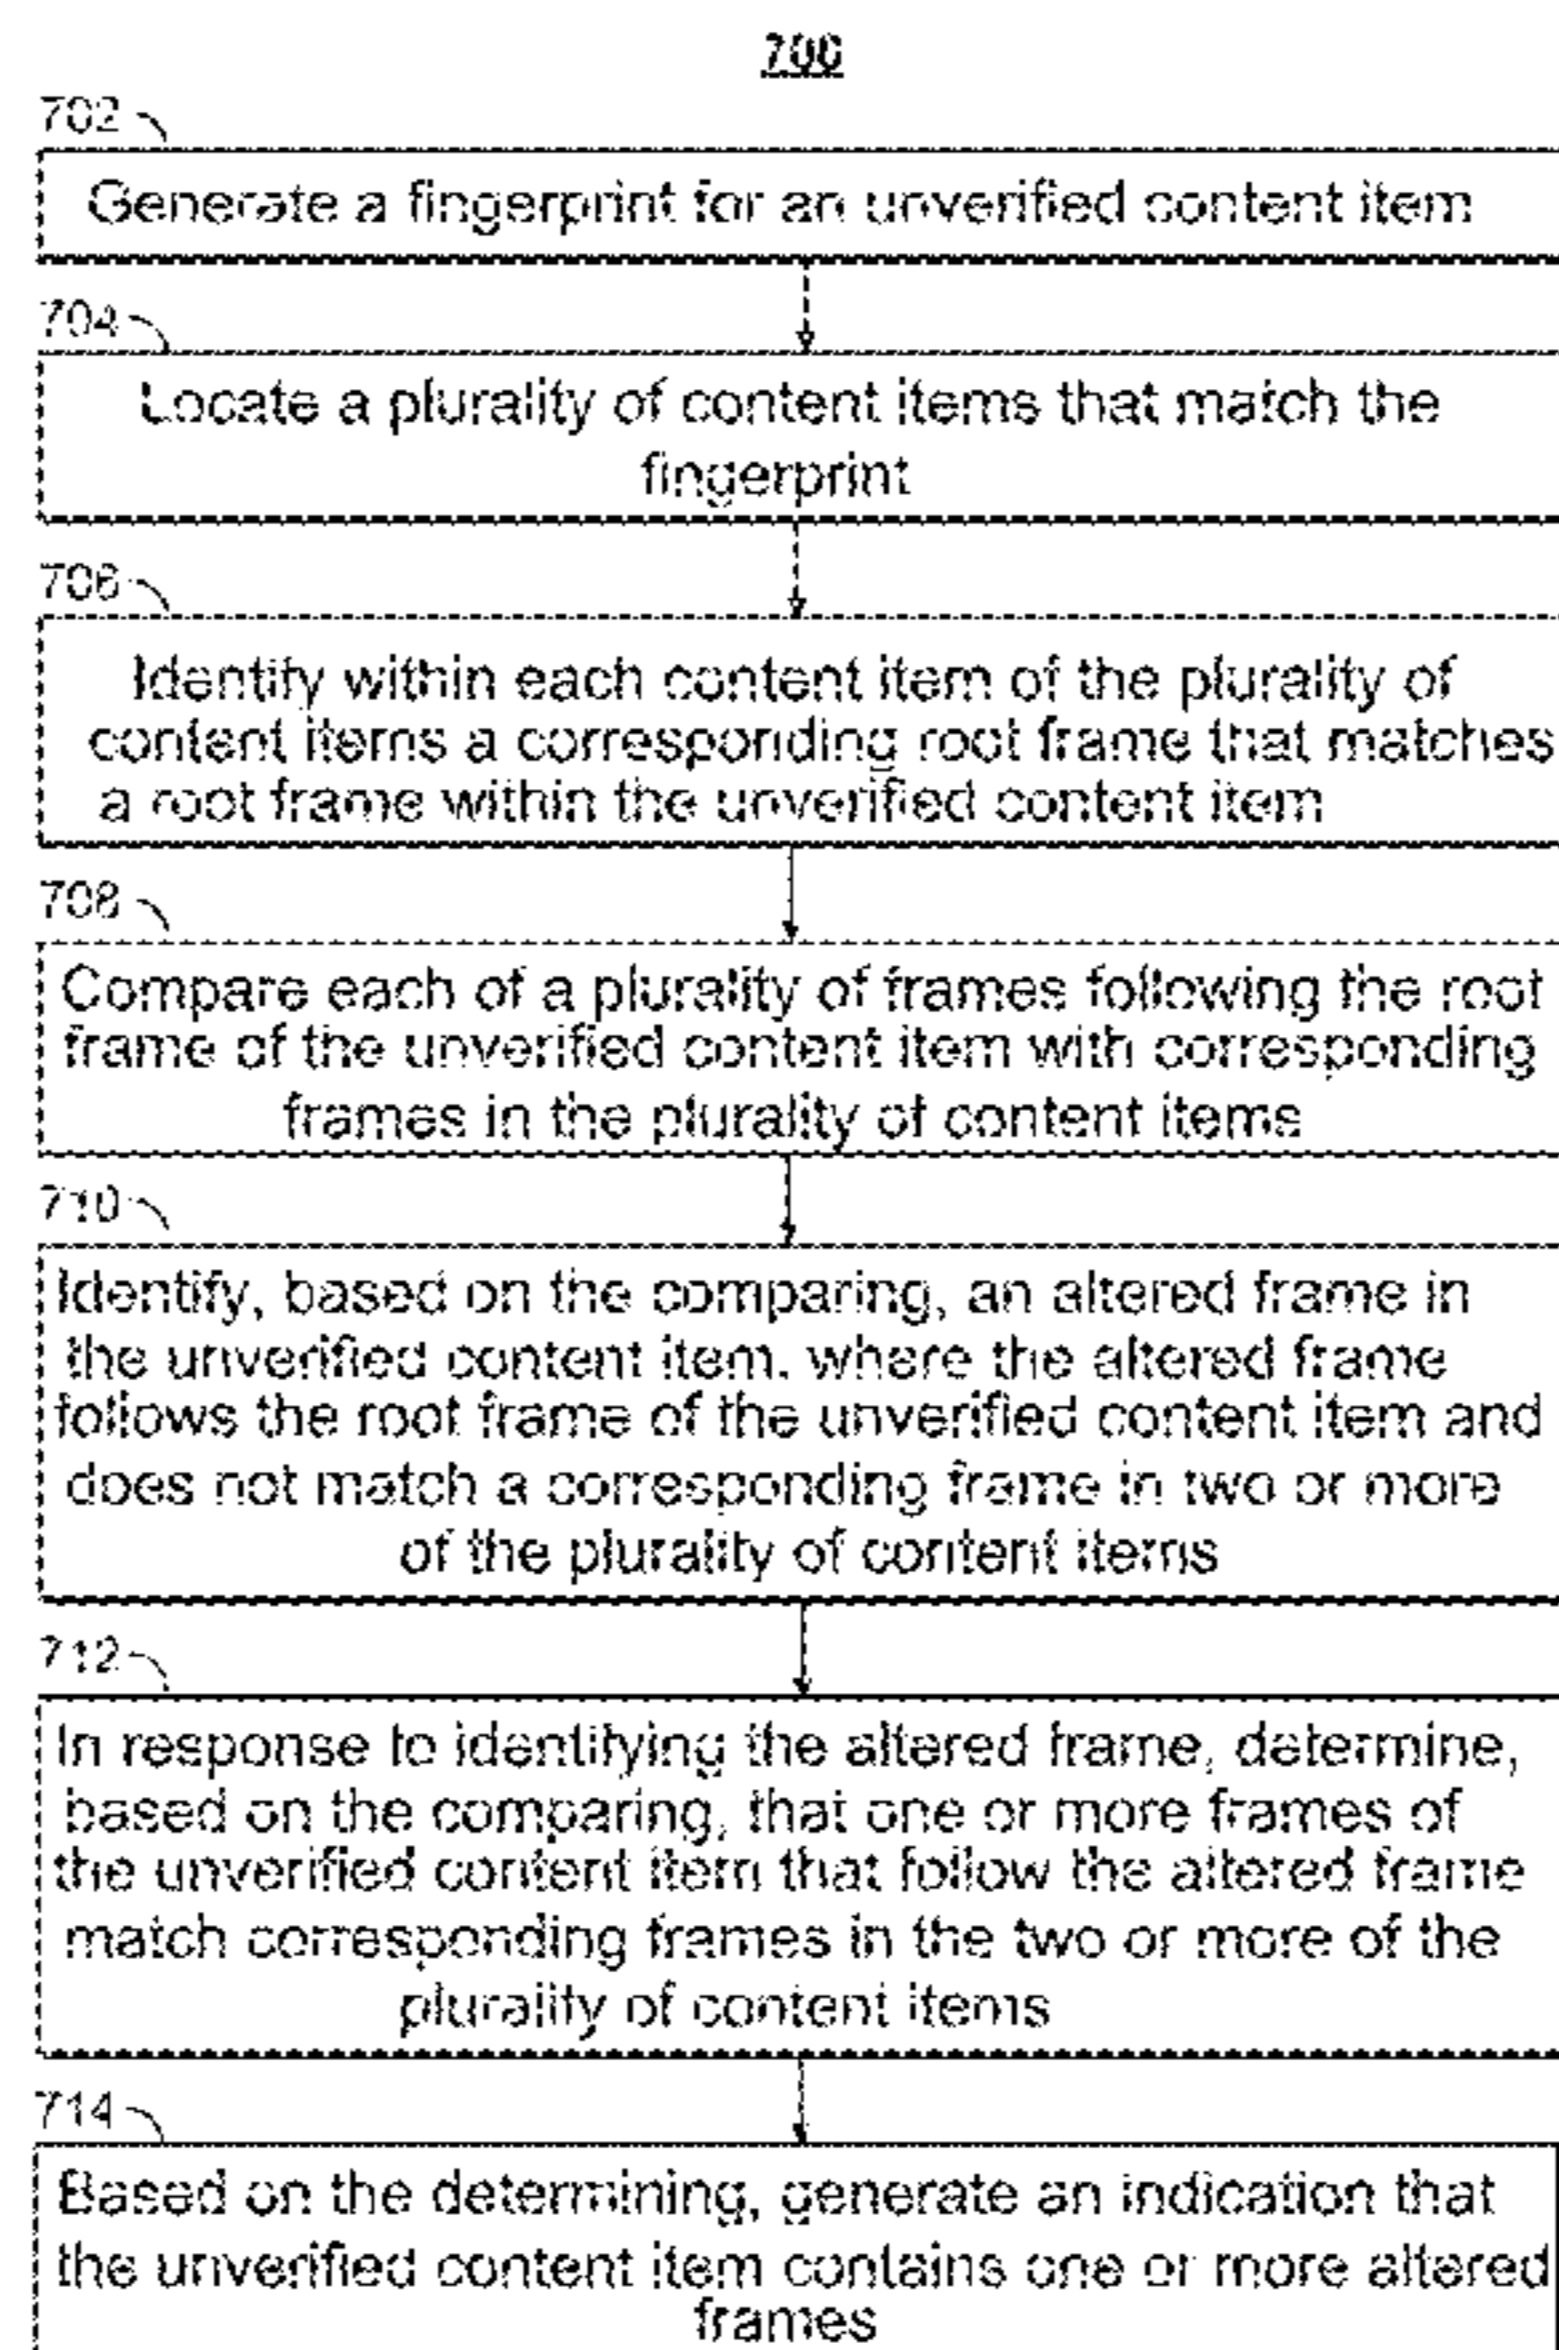 700
702
Generate a fingerprint for an unverified content item
704
Locate a plurality of content items that match the
fingerprint
706
Identify within each content item of the plurality of
content items a corresponding root frame that matches
a root frame within the unverified content item
708
Compare each of a plurality of frames following the root
frame of the unverified content item with corresponding
frames in the plurality of content items
710
Identify, based on the comparing, an altered frame in
the unverified content item, where the altered frame
follows the root frame of the unverified content item and
does not match a corresponding frame in two or more
of the plurality of content items
712
In response to identifying the altered frame, determine,
based on the comparing, that one or more frames of
the unverified content item that follow the altered frame
match corresponding frames in the two or more of the
plurality of content items
714
Based on the determining, generate an indication that
the unverified content item contains one or more altered
frames